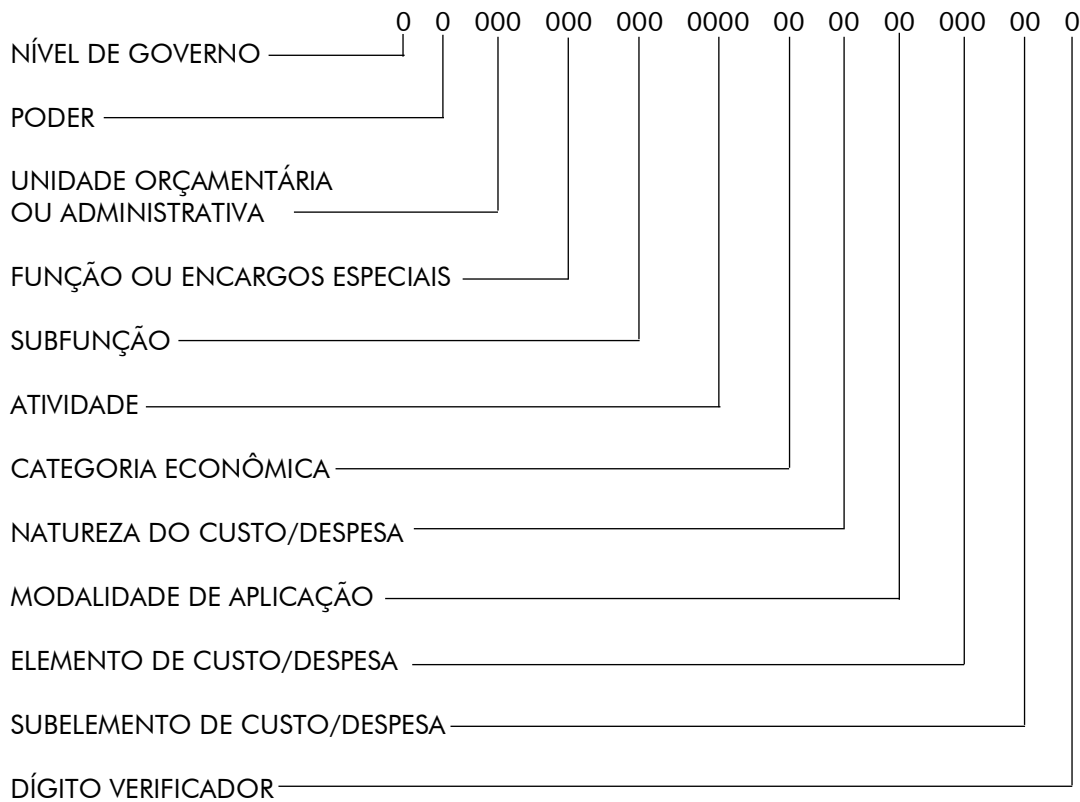 0 0 000 000 000 0000 00 00 00 000 00 0
NÍVEL DE GOVERNO
PODER
UNIDADE ORÇAMENTÁRIA
OU ADMINISTRATIVA
FUNÇÃO OU ENCARGOS ESPECIAIS
SUBFUNÇÃO
ATIVIDADE
CATEGORIA ECONÔMICA
NATUREZA DO CUSTO/DESPESA
MODALIDADE DE APLICAÇÃO
ELEMENTO DE CUSTO/DESPESA
SUBELEMENTO DE CUSTO/DESPESA
DÍGITO VERIFICADOR